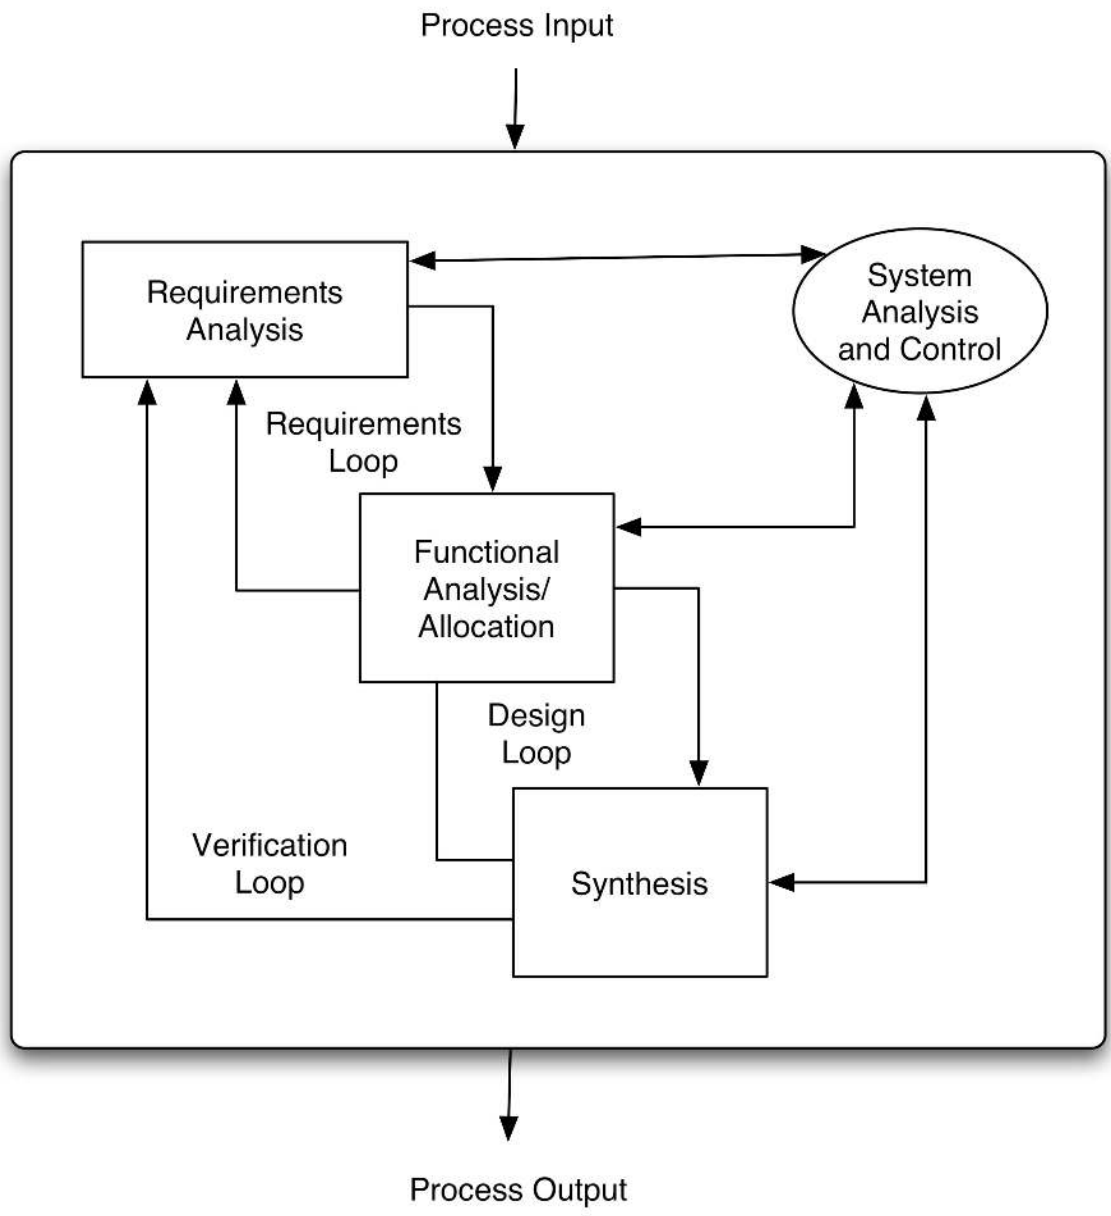 Process Input
Requirements
Analysis
System
Analysis
and Control
Requirements
Loop
Functional
Analysis/
Allocation
Design
Loop
Verification
Loop
Synthesis
Process Output